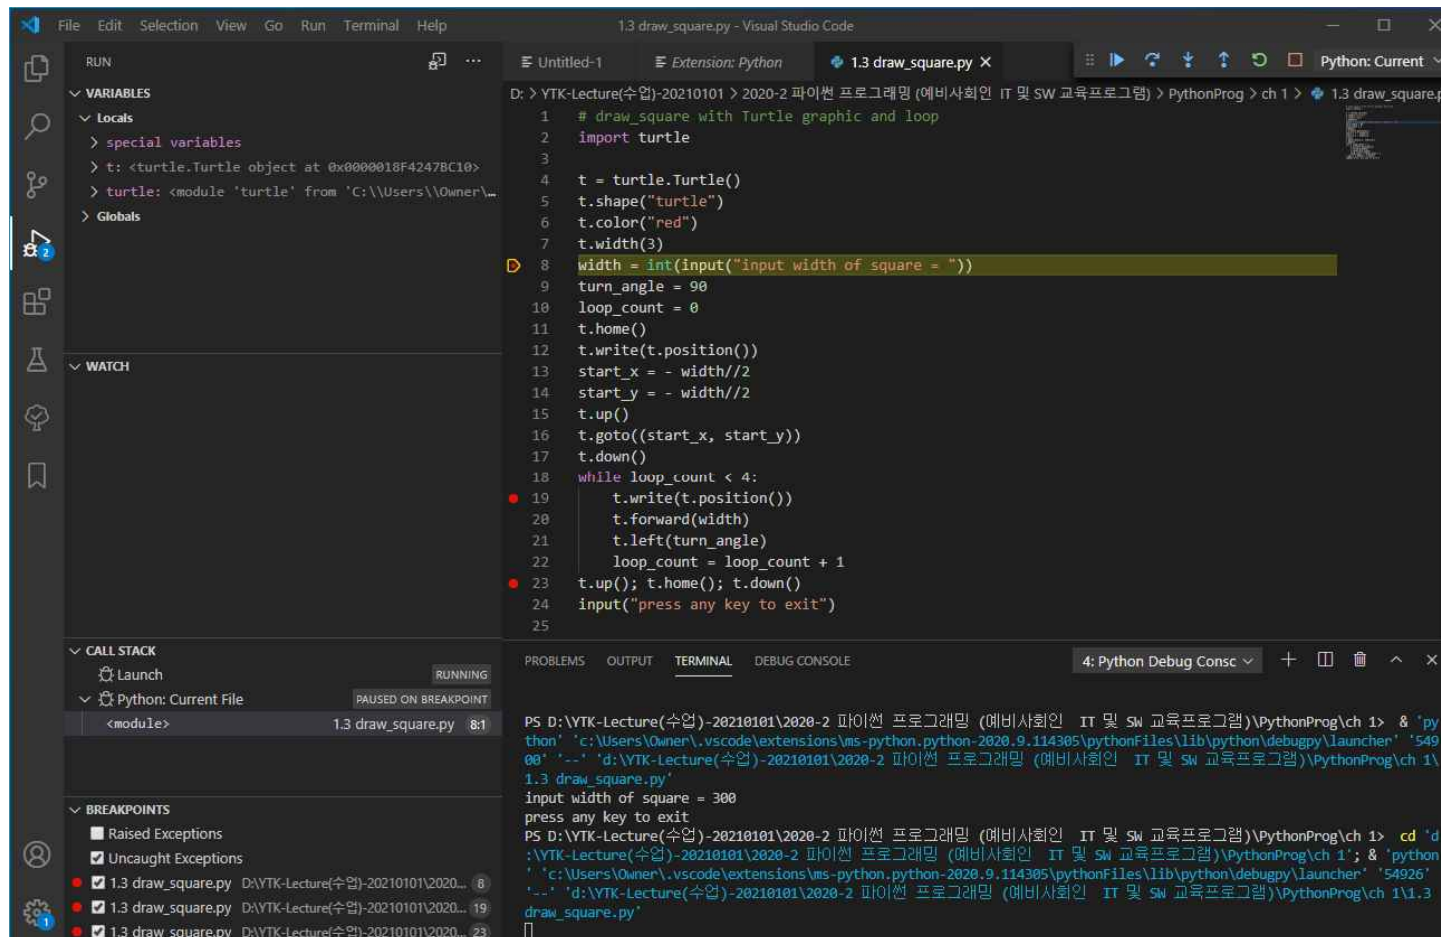 File Edit Selection View Go Run Terminal Help
1.3 draw_square.py - Visual Studio Code
RUN
VARIABLES
Locals
special variables
t: <turtle.Turtle object at 0x0000018F4247BC10>
turtle: <module 'turtle' from 'C:\\Users\\Owner\…
Globals
WATCH
CALL STACK
Launch RUNNING
Python: Current File PAUSED ON BREAKPOINT
<module> 1.3 draw_square.py 8:1
BREAKPOINTS
Raised Exceptions
Uncaught Exceptions
1.3 draw_square.py D:\YTK-Lecture(수업)-20210101\2020... 8
1.3 draw_square.py D:\YTK-Lecture(수업)-20210101\2020... 19
1.3 draw_square.py D:\YTK-Lecture(수업)-20210101\2020... 23
2
1
Untitled-1 Extension: Python 1.3 draw_square.py Python: Current
D: > YTK-Lecture(수업)-20210101 > 2020-2 파이썬 프로그래밍 (예비사회인 IT 및 SW 교육프로그램) > PythonProg > ch 1 > 1.3 draw_square.p
1 # draw_square with Turtle graphic and loop
2 import turtle
3
4 t = turtle.Turtle()
5 t.shape("turtle")
6 t.color("red")
7 t.width(3)
8 width = int(input("input width of square = "))
9 turn_angle = 90
10 loop_count = 0
11 t.home()
12 t.write(t.position())
13 start_x = - width//2
14 start_y = - width//2
15 t.up()
16 t.goto((start_x, start_y))
17 t.down()
18 while loop_count < 4:
19 t.write(t.position())
20 t.forward(width)
21 t.left(turn_angle)
22 loop_count = loop_count + 1
23 t.up(); t.home(); t.down()
24 input("press any key to exit")
25
PROBLEMS OUTPUT TERMINAL DEBUG CONSOLE 4: Python Debug Consc
PS D:\YTK-Lecture(수업)-20210101\2020-2 파이썬 프로그래밍 (예비사회인 IT 및 SW 교육프로그램)\PythonProg\ch 1> & 'py
thon' 'c:\Users\Owner\.vscode\extensions\ms-python.python-2020.9.114305\pythonFiles\lib\python\debugpy\launcher' '549
00' '--' 'd:\YTK-Lecture(수업)-20210101\2020-2 파이썬 프로그래밍 (예비사회인 IT 및 SW 교육프로그램)\PythonProg\ch 1\
1.3 draw_square.py'
input width of square = 300
press any key to exit
PS D:\YTK-Lecture(수업)-20210101\2020-2 파이썬 프로그래밍 (예비사회인 IT 및 SW 교육프로그램)\PythonProg\ch 1> cd 'd
:\YTK-Lecture(수업)-20210101\2020-2 파이썬 프로그래밍 (예비사회인 IT 및 SW 교육프로그램)\PythonProg\ch 1'; & 'python
' 'c:\Users\Owner\.vscode\extensions\ms-python.python-2020.9.114305\pythonFiles\lib\python\debugpy\launcher' '54926'
'--' 'd:\YTK-Lecture(수업)-20210101\2020-2 파이썬 프로그래밍 (예비사회인 IT 및 SW 교육프로그램)\PythonProg\ch 1\1.3
draw_square.py'